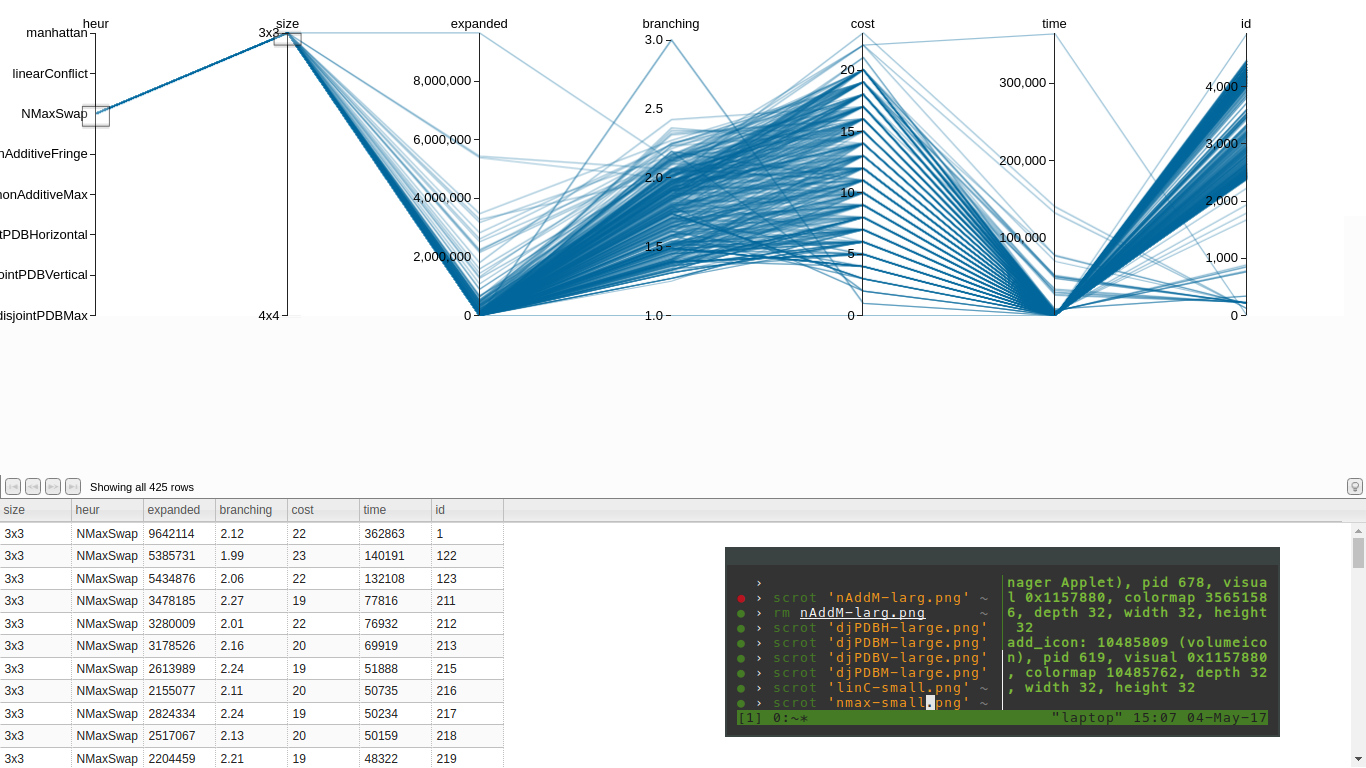 heur size expanded branching cost time id
manhattan
linearConflict
NMaxSwap
nAdditiveFringe
nonAdditiveMax
tPDBHorizontal
ointPDBVertical
disjointPDBMax
3x3
4x4
8,000,000
6,000,000
4,000,000
2,000,000
0
3.0
2.5
2.0
1.5
1.0
20
15
10
5
0
300,000
200,000
100,000
0
4,000
3,000
2,000
1,000
0
Showing all 425 rows
size heur expanded branching cost time id
3x3 NMaxSwap 9642114 2.12 22 362863 1
3x3 NMaxSwap 5385731 1.99 23 140191 122
3x3 NMaxSwap 5434876 2.06 22 132108 123
3x3 NMaxSwap 3478185 2.27 19 77816 211
3x3 NMaxSwap 3280009 2.01 22 76932 212
3x3 NMaxSwap 3178526 2.16 20 69919 213
3x3 NMaxSwap 2613989 2.24 19 51888 215
3x3 NMaxSwap 2155077 2.11 20 50735 216
3x3 NMaxSwap 2824334 2.24 19 50234 217
3x3 NMaxSwap 2517067 2.13 20 50159 218
3x3 NMaxSwap 2204459 2.21 19 48322 219
›
› scrot 'nAddM-larg.png' ~
› rm nAddM-larg.png ~
› scrot 'djPDBH-large.png'
› scrot 'djPDBM-large.png'
› scrot 'djPDBV-large.png'
› scrot 'djPDBM-large.png'
› scrot 'linC-small.png' ~
› scrot 'nmax-small.png' ~
nager Applet), pid 678, visua
l 0x1157880, colormap 3565158
6, depth 32, width 32, height
32
add_icon: 10485809 (volumeico
n), pid 619, visual 0x1157880
, colormap 10485762, depth 32
, width 32, height 32
[1] 0:~* "laptop" 15:07 04-May-17